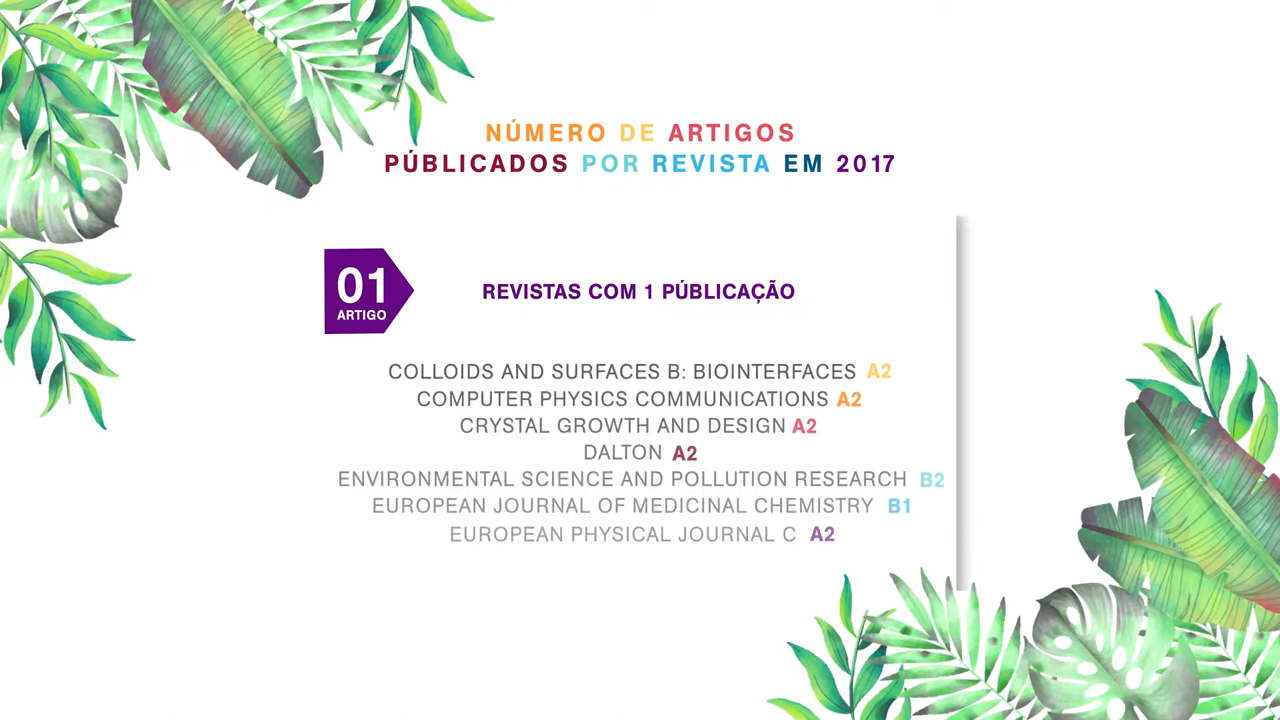 NÚMERO DE ARTIGOS
PÚBLICADOS POR REVISTA EM 2017
01
ARTIGO
REVISTAS COM 1 PÚBLICAÇÃO
COLLOIDS AND SURFACES B: BIOINTERFACES A2
COMPUTER PHYSICS COMMUNICATIONS A2
CRYSTAL GROWTH AND DESIGN A2
DALTON A2
ENVIRONMENTAL SCIENCE AND POLLUTION RESEARCH B2
EUROPEAN JOURNAL OF MEDICINAL CHEMISTRY B1
EUROPEAN PHYSICAL JOURNAL C A2